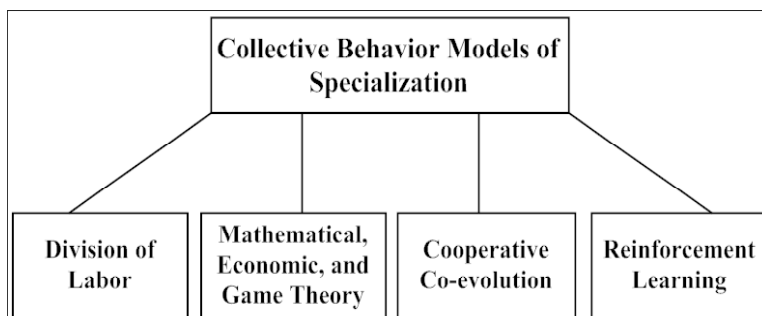 Collective Behavior Models of
Specialization
Division of
Labor
Mathematical,
Economic, and
Game Theory
Cooperative
Co-evolution
Reinforcement
Learning